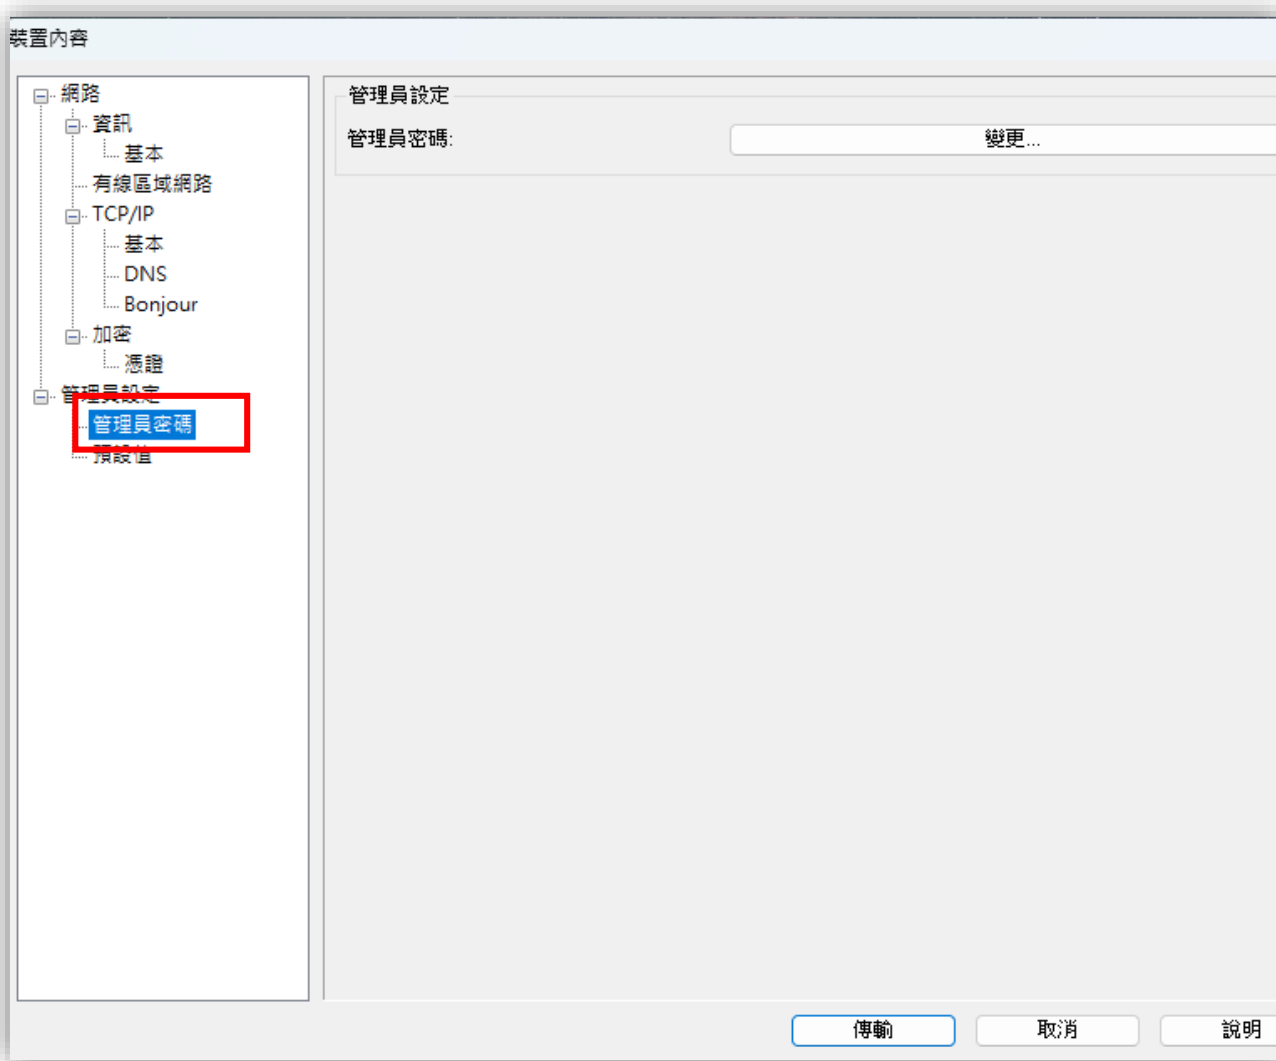 裝置內容
網路
資訊
基本
有線區域網路
TCP/IP
基本
DNS
Bonjour
加密
憑證
管理員設定
管理員密碼
預設值
管理員設定
管理員密碼:
變更...
傳輸
取消
說明